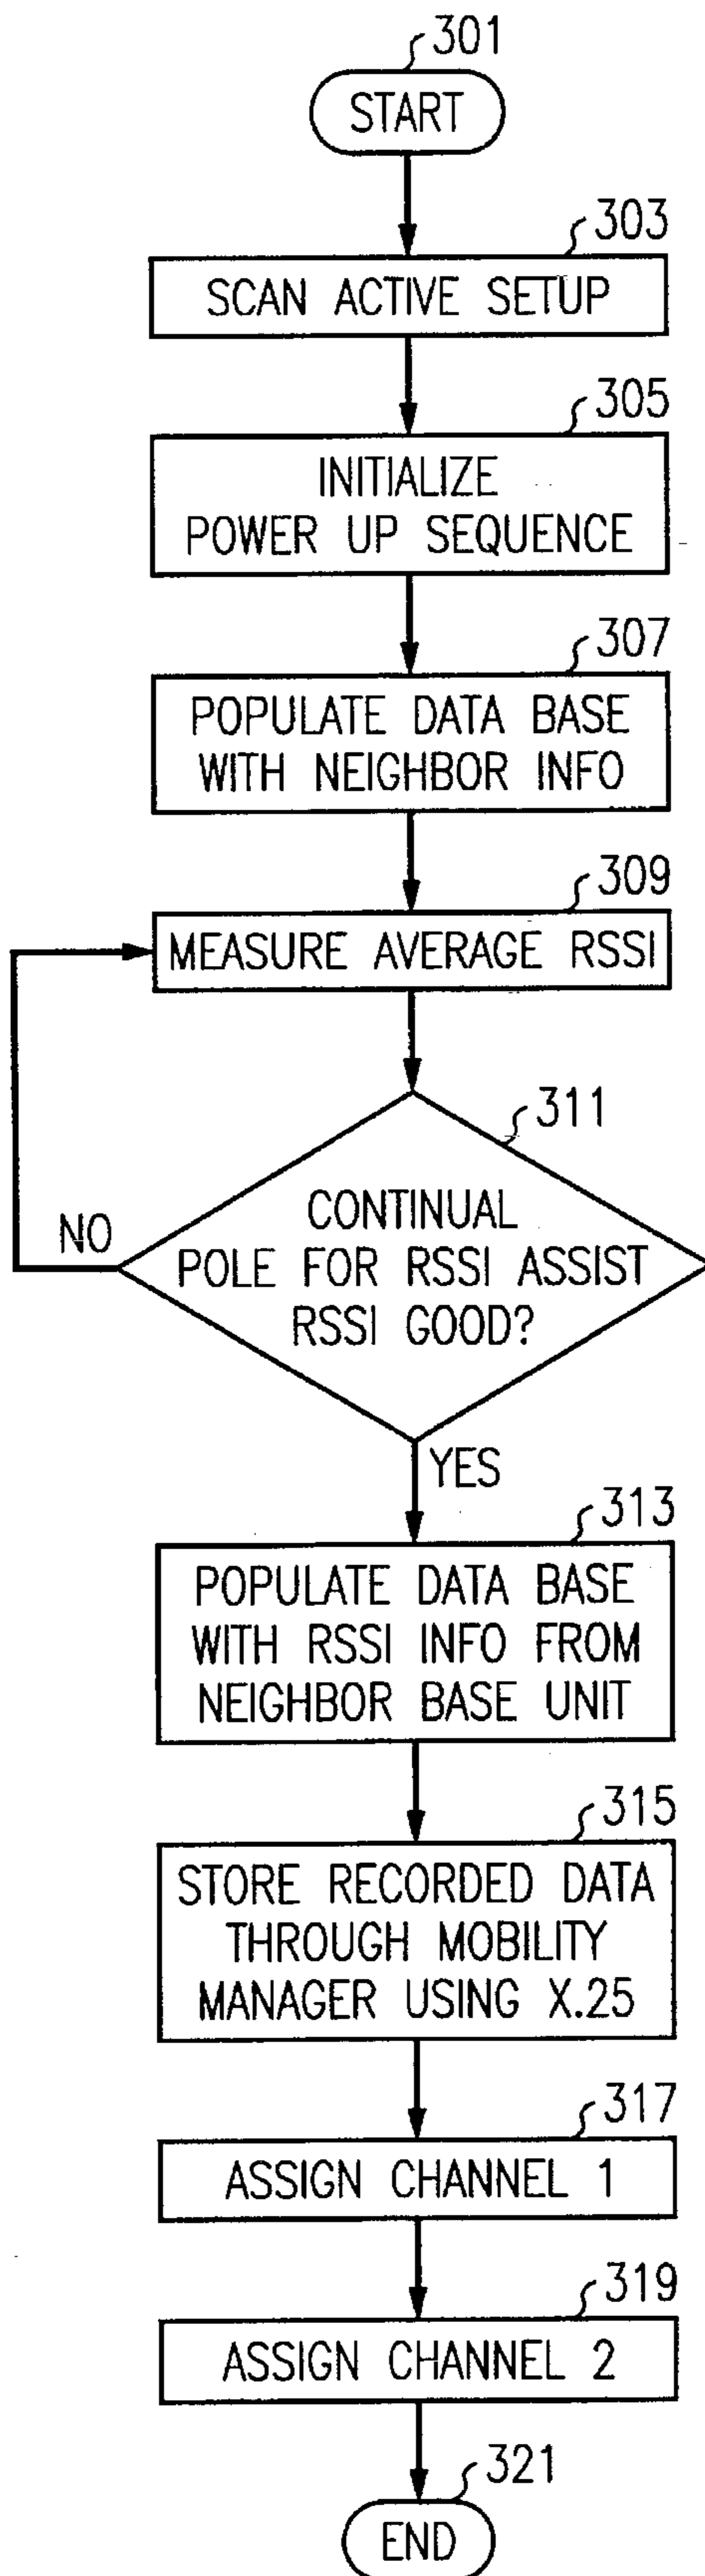 301
START
303
SCAN ACTIVE SETUP
305
INITIALIZE
POWER UP SEQUENCE
307
POPULATE DATA BASE
WITH NEIGHBOR INFO
309
MEASURE AVERAGE RSSI
311
CONTINUAL
POLE FOR RSSI ASSIST
RSSI GOOD?
NO
YES
313
POPULATE DATA BASE
WITH RSSI INFO FROM
NEIGHBOR BASE UNIT
315
STORE RECORDED DATA
THROUGH MOBILITY
MANAGER USING X.25
317
ASSIGN CHANNEL 1
319
ASSIGN CHANNEL 2
321
END